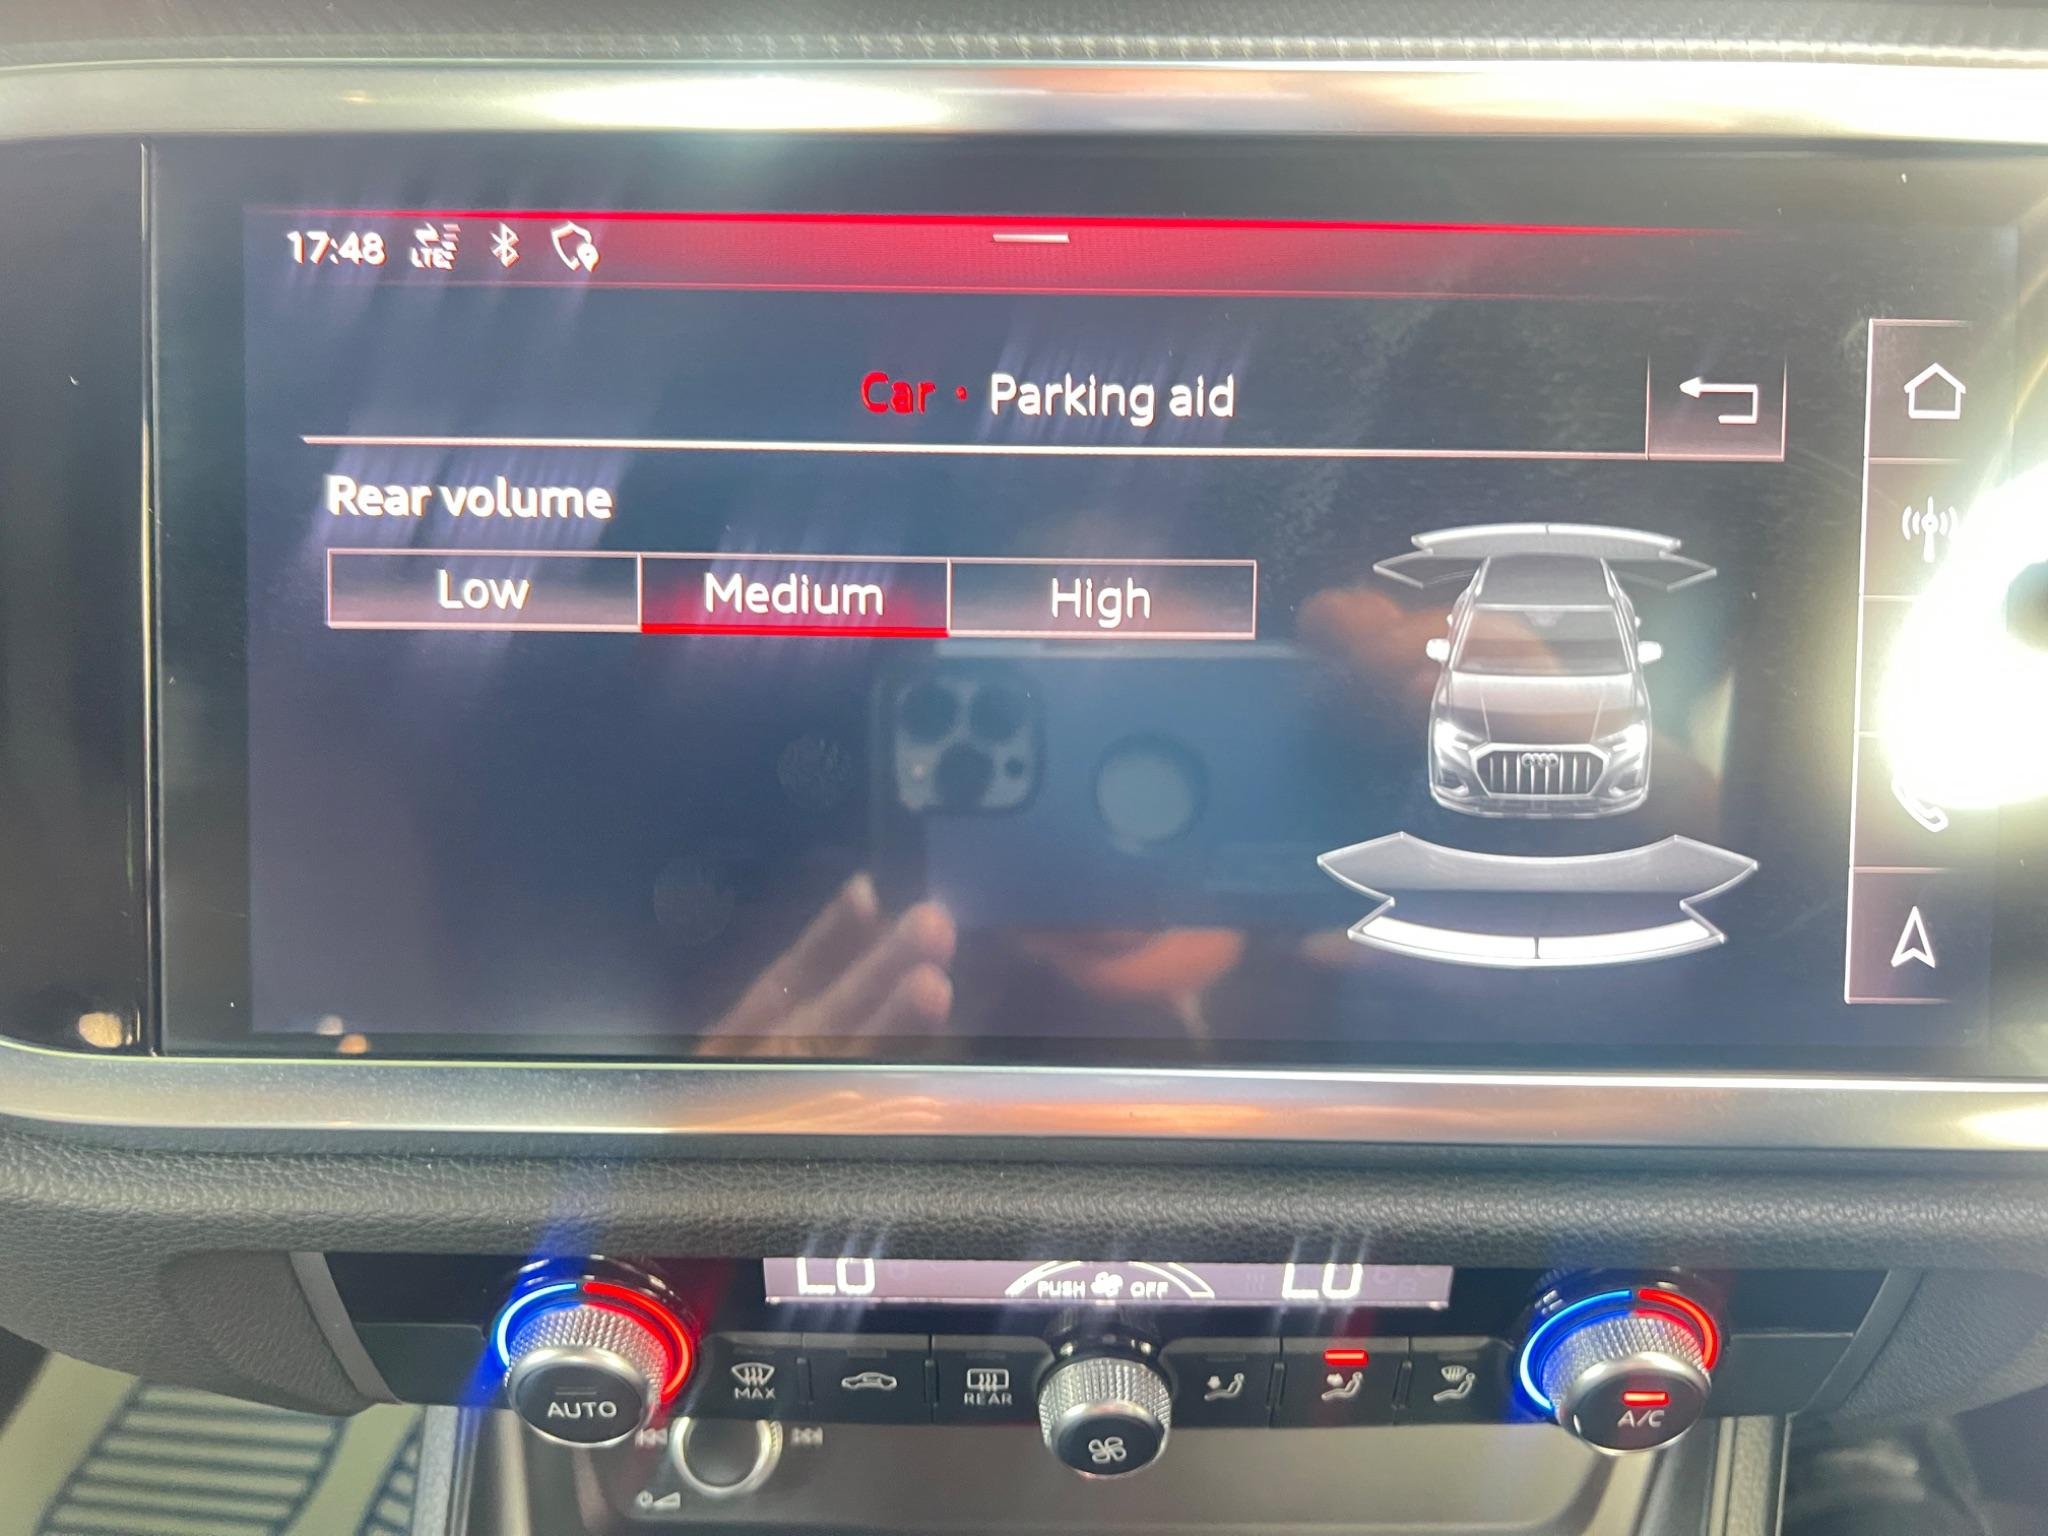 17:48 LTE
Car • Parking aid
Rear volume
Low Medium High
LO PUSH OFF LO
AUTO MAX REAR A/C